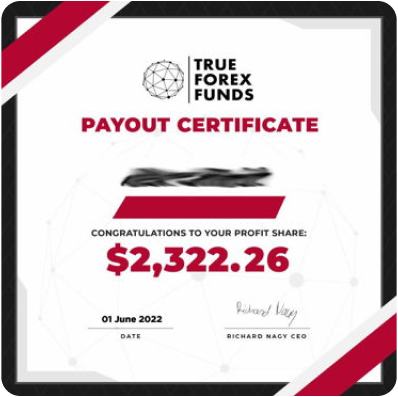 TRUE
FOREX
FUNDS
PAYOUT CERTIFICATE
CONGRATULATIONS TO YOUR PROFIT SHARE:
$2,322.26
01 June 2022
Richard Nagy
DATE
RICHARD NAGY CEO